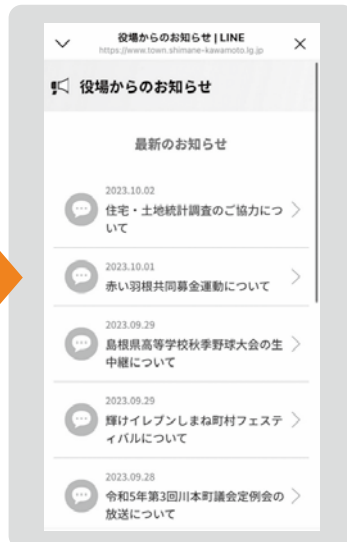 役場からのお知らせ | LINE
https://www.town.shimane-kawamoto.lg.jp
役場からのお知らせ
最新のお知らせ
2023.10.02
住宅・土地統計調査のご協力につ
いて
2023.10.01
赤い羽根共同募金運動について
2023.09.29
島根県高等学校秋季野球大会の生
中継について
2023.09.29
輝けイレブンしまね町村フェステ
ィバルについて
2023.09.28
令和5年第3回川本町議会定例会の
放送について